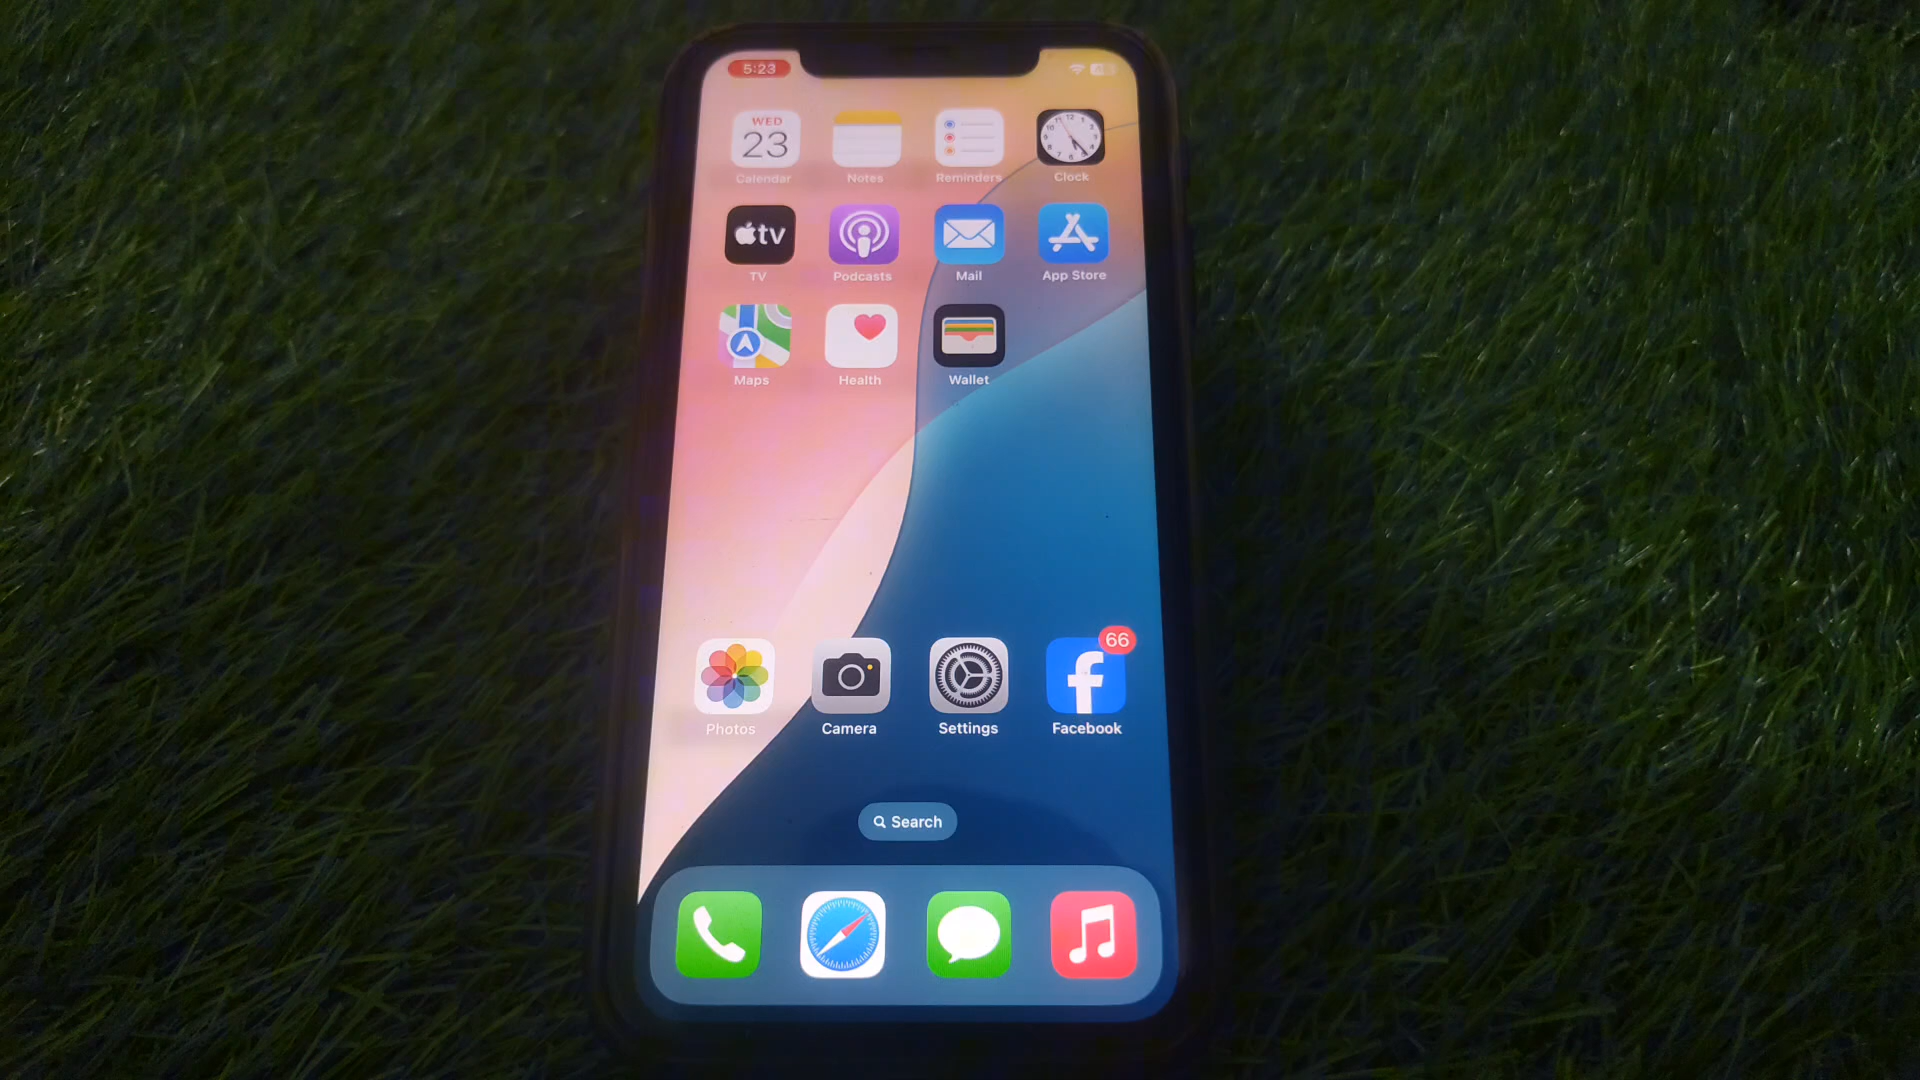 5:23
WED
23
Calendar
Notes
Reminders
Clock
tv
TV
Podcasts
Mail
App Store
Maps
Health
Wallet
66
Photos
Camera
Settings
Facebook
Search